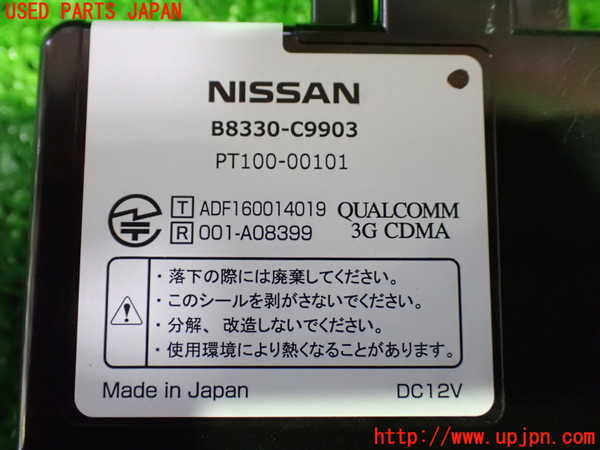 USED PARTS JAPAN
NISSAN
B8330-C9903
PT100-00101
T ADF160014019
R 001-A08399
QUALCOMM
3G CDMA
・落下の際には廃棄してください。
・このシールを剥がさないでください。
・分解、改造しないでください。
・使用環境により熱くなることがあります。
Made in Japan DC12V
http://www.upjpn.com/